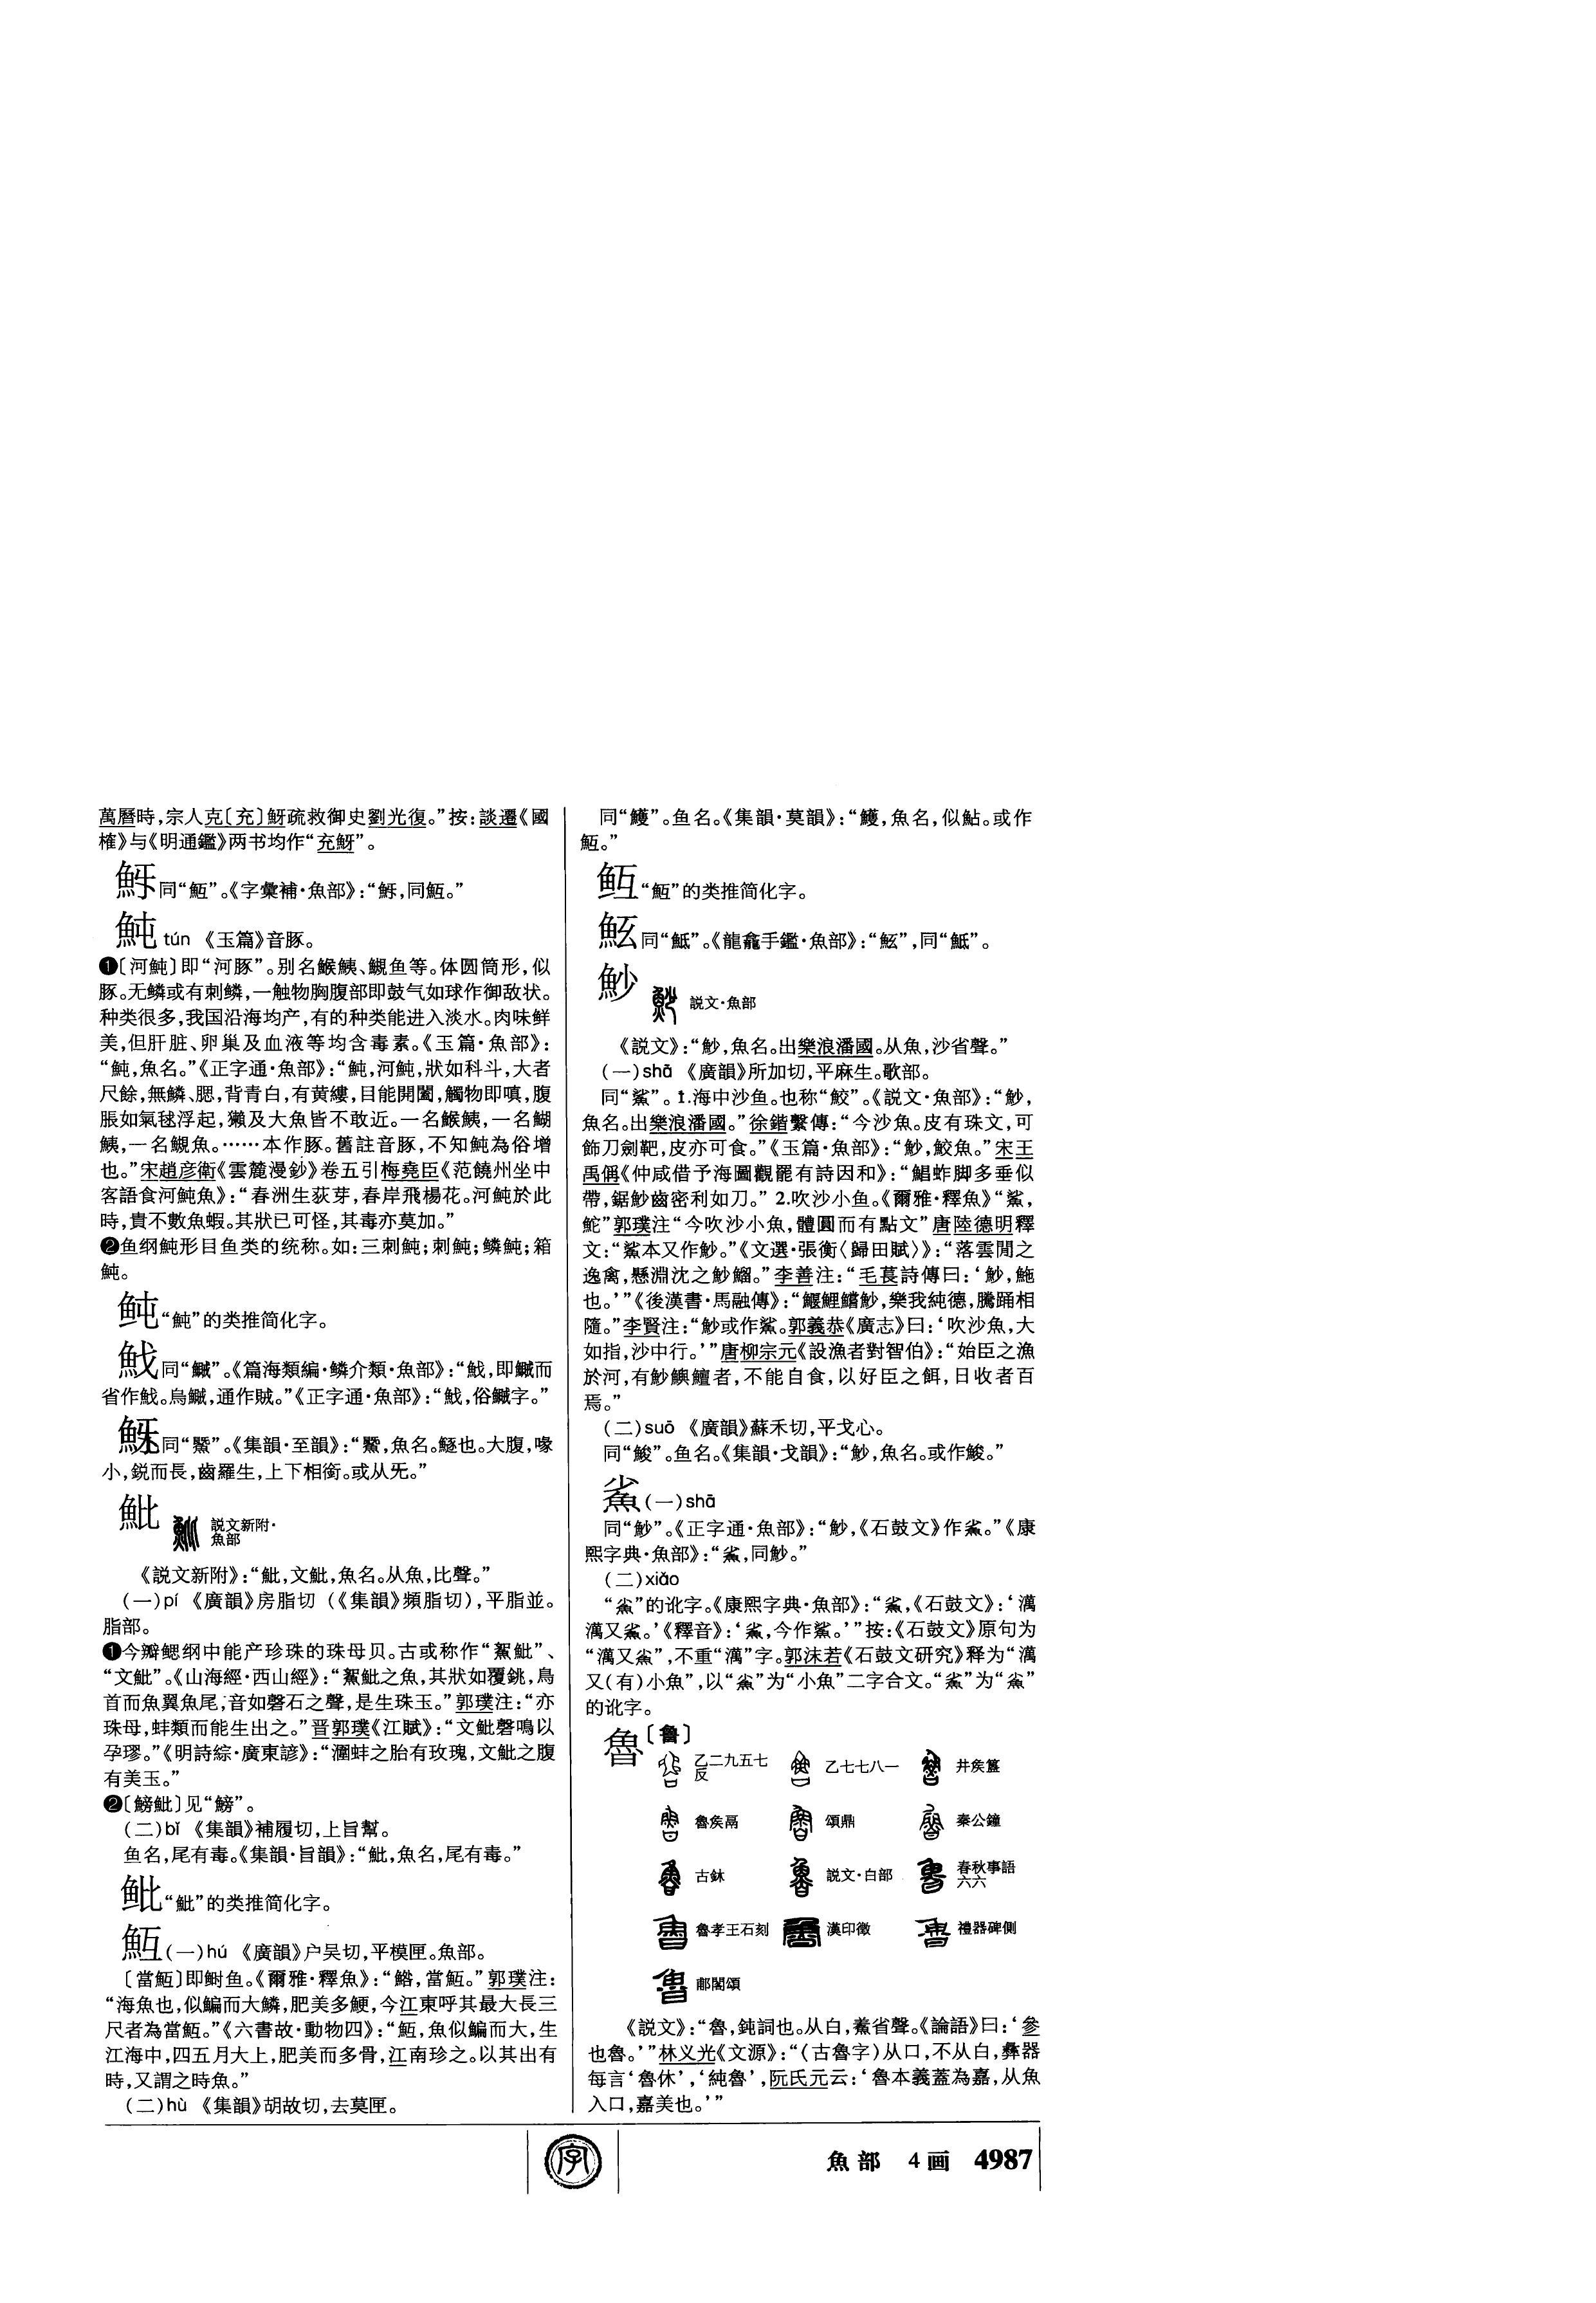 萬曆時，宗人克〔充〕䰲疏救御史劉光復。”按：談遷《國
榷》与《明通鑑》两书均作“充䰲”。
同“魱”。《字彙補·魚部》：“同魱。”
魨 tún 《玉篇》音豚。
❶〔河魨〕即“河豚”。别名鯸鮧、鯢鱼等。体圆筒形，似
豚。无鳞或有刺鳞，一触物胸腹部即鼓气如球作御敌状。
种类很多，我国沿海均产，有的种类能进入淡水。肉味鲜
美，但肝脏、卵巢及血液等均含毒素。《玉篇·魚部》：
“魨，魚名。”《正字通·魚部》：“魨，河魨，狀如科斗，大者
尺餘，無鱗、腮，背青白，有黄縷，目能開闔，觸物即嗔，腹
脹如氣毬浮起，獺及大魚皆不敢近。一名鯸鮧，一名鰗
鮧，一名鯢魚。……本作豚。舊註音豚，不知魨為俗增
也。”宋趙彦衛《雲麓漫鈔》卷五引梅堯臣《范饒州坐中
客語食河魨魚》：“春洲生荻芽，春岸飛楊花。河魨於此
時，貴不數魚蝦。其狀已可怪，其毒亦莫加。”
❷鱼纲魨形目鱼类的统称。如：三刺魨；刺魨；鳞魨；箱
魨。
鲀“魨”的类推简化字。
同“鱡”。《篇海類編·鱗介類·魚部》：“即鱡而
省作。烏鱡，通作賊。”《正字通·魚部》：“俗鱡字。”
同“鱀”。《集韻·至韻》：“鱀，魚名。鱁也。大腹，喙
小，鋭而長，齒羅生，上下相銜。或从旡。”
魮 説文新附·
魚部
《説文新附》：“魮，文魮，魚名。从魚，比聲。”
（一）pí 《廣韻》房脂切（《集韻》頻脂切），平脂並。
脂部。
❶今瓣鳃纲中能产珍珠的珠母贝。古或称作“䰀魮”、
“文魮”。《山海經·西山經》：“䰀魮之魚，其狀如覆銚，鳥
首而魚翼魚尾，音如磬石之聲，是生珠玉。”郭璞注：“亦
珠母，蚌類而能生出之。”晋郭璞《江賦》：“文魮磬鳴以
孕璆。”《明詩綜·廣東諺》：“㶍蚌之胎有玫瑰，文魮之腹
有美玉。”
❷〔鰟魮〕见“鰟”。
（二）bǐ 《集韻》補履切，上旨幫。
鱼名，尾有毒。《集韻·旨韻》：“魮，魚名，尾有毒。”
“魮”的类推简化字。
魱（一）hú 《廣韻》户吴切，平模匣。魚部。
〔當魱〕即鲥鱼。《爾雅·釋魚》：“鯦，當魱。”郭璞注：
“海魚也，似鯿而大鱗，肥美多鯁，今江東呼其最大長三
尺者為當魱。”《六書故·動物四》：“魱，魚似鯿而大，生
江海中，四五月大上，肥美而多骨，江南珍之。以其出有
時，又謂之時魚。”
（二）hù 《集韻》胡故切，去莫匣。
同“鱯”。鱼名。《集韻·莫韻》：“鱯，魚名，似鮎。或作
魱。”
“魱”的类推简化字。
䲙同“䱃”。《龍龕手鑑·魚部》：同
魦 説文·魚部
《説文》：“魦，魚名。出樂浪潘國。从魚，沙省聲。”
（一）shā 《廣韻》所加切，平麻生。歌部。
同“鯊”。1.海中沙鱼。也称“鮫”。《説文·魚部》：“魦，
魚名。出樂浪潘國。”徐鍇繫傳：“今沙魚。皮有珠文，可
飾刀劍靶，皮亦可食。”《玉篇·魚部》：“魦，鮫魚。”宋王
禹偁《仲咸借予海圖觀罷有詩因和》：“鯧蚱脚多垂似
帶，鋸魦齒密利如刀。” 2.吹沙小鱼。《爾雅·釋魚》“鯊，
鮀”郭璞注“今吹沙小魚，體圓而有點文”唐陸德明釋
文：“鯊本又作魦。”《文選·張衡〈歸田賦〉》：“落雲閒之
逸禽，懸淵沈之魦鰡。”李善注：“毛萇詩傳曰：‘魦，鮀
也。’”《後漢書·馬融傳》：“鰋鯉鱨魦，樂我純德，騰踊相
隨。”李賢注：“魦或作鯊。郭義恭《廣志》曰：‘吹沙魚，大
如指，沙中行。’”唐柳宗元《設漁者對智伯》：“始臣之漁
於河，有魦鱮鱣者，不能自食，以好臣之餌，日收者百
焉。”
（二）suō 《廣韻》蘇禾切，平戈心。
同“鮻”。鱼名。《集韻·戈韻》：“魦，魚名。或作鮻。”
䲵（一）shā
同“魦”。《正字通·魚部》：“魦，《石鼓文》作。”《康
熙字典·魚部》：“同魦。”
（二）xiǎo
的讹字。《康熙字典·魚部》：“《石鼓文》：‘澫
澫又。’《釋音》：‘今作鯊。’”按：《石鼓文》原句为
“澫又”，不重“澫”字。郭沫若《石鼓文研究》释为“澫
又（有）小魚”，以为“小魚”二字合文。为
的讹字。
魯〔鲁〕
乙二九五七
反 乙七七八一 井矦簋
魯矦鬲 頌鼎 秦公鐘
古鉥 説文·白部 春秋事語
六六
魯孝王石刻 漢印徵 禮器碑側
郙閣頌
《説文》：“魯，鈍詞也。从白，鮺省聲。《論語》曰：‘參
也魯。’”林义光《文源》：“（古魯字）从口，不从白，彝器
每言‘魯休’，‘純魯’，阮氏元云：‘魯本義蓋為嘉，从魚
入口，嘉美也。’”
字
魚部 4画 4987